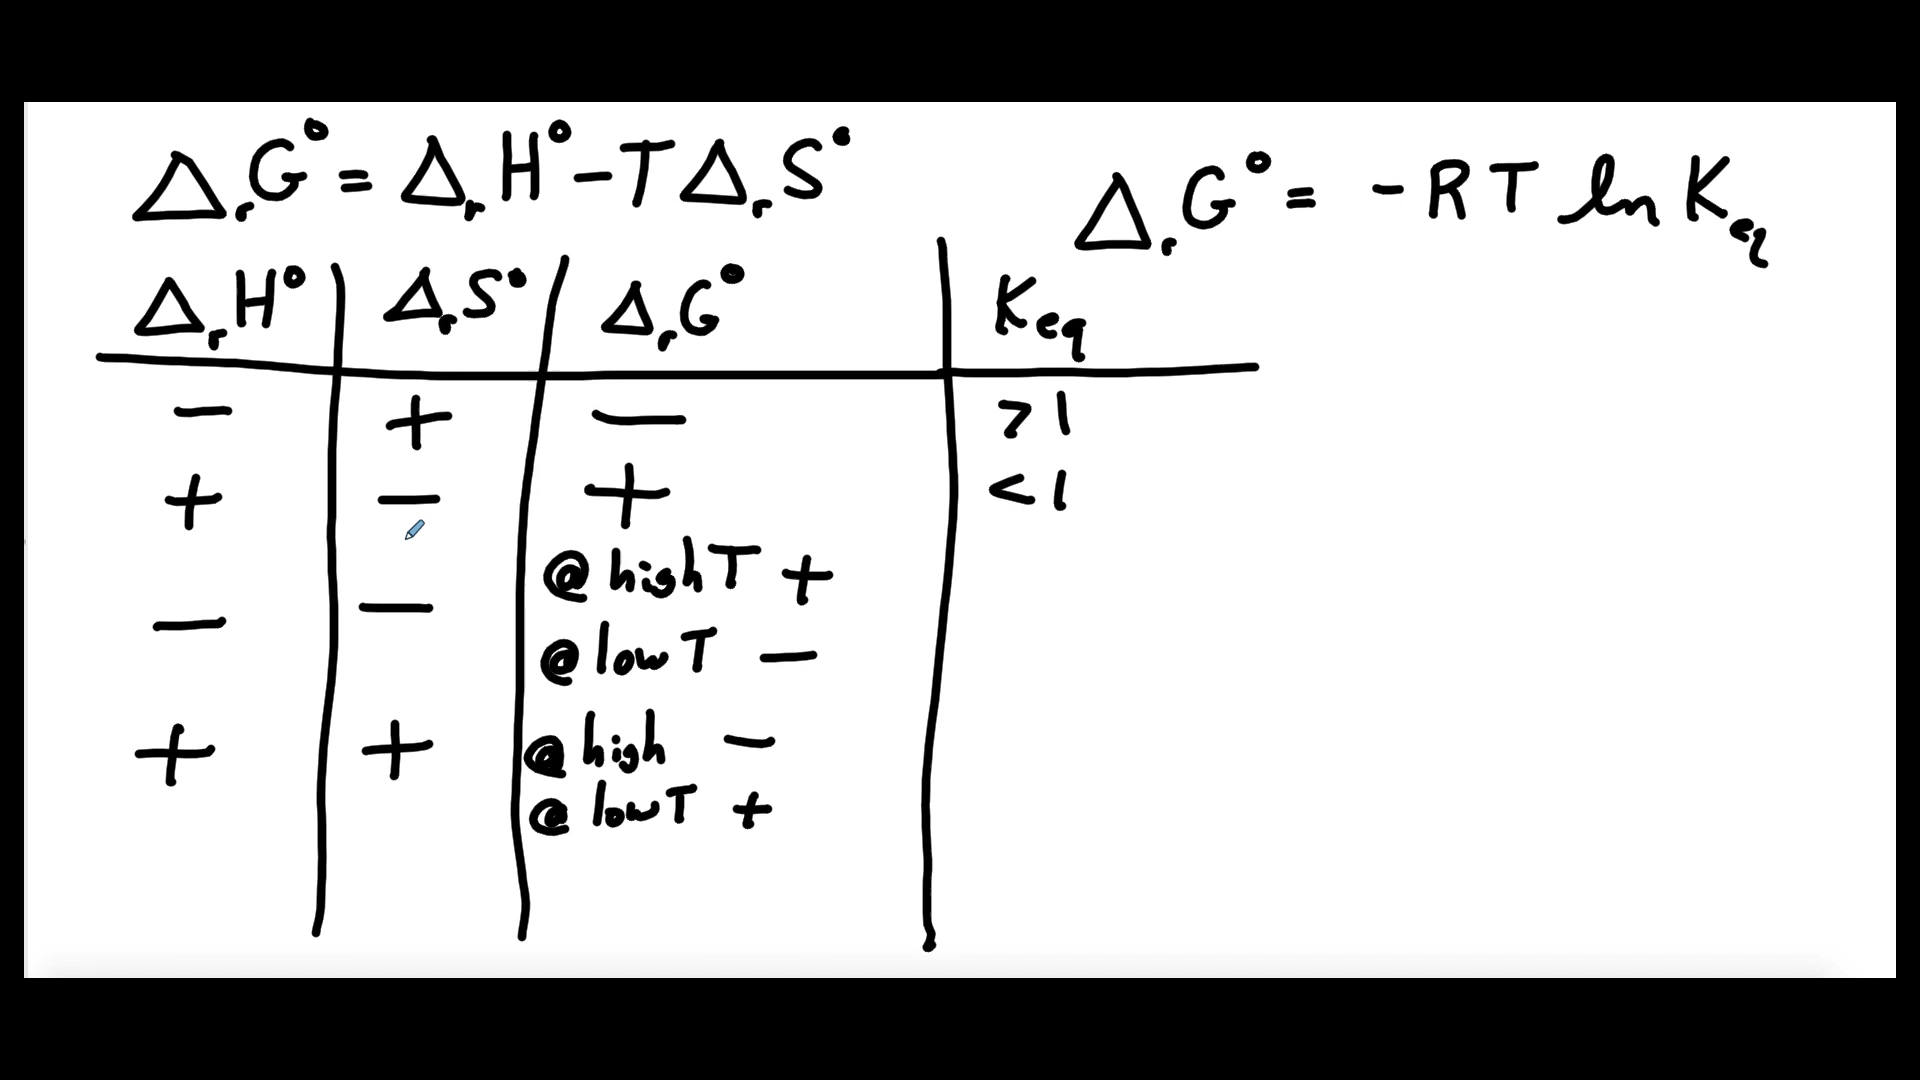 ΔrG° = ΔrH° - TΔrS°
ΔrG° = - RT ln Keq
ΔrH° ΔrS° ΔrG° Keq
− + − > 1
+ − + < 1
@ high T +
− −
@ low T −
+ + @ high −
@ low T +